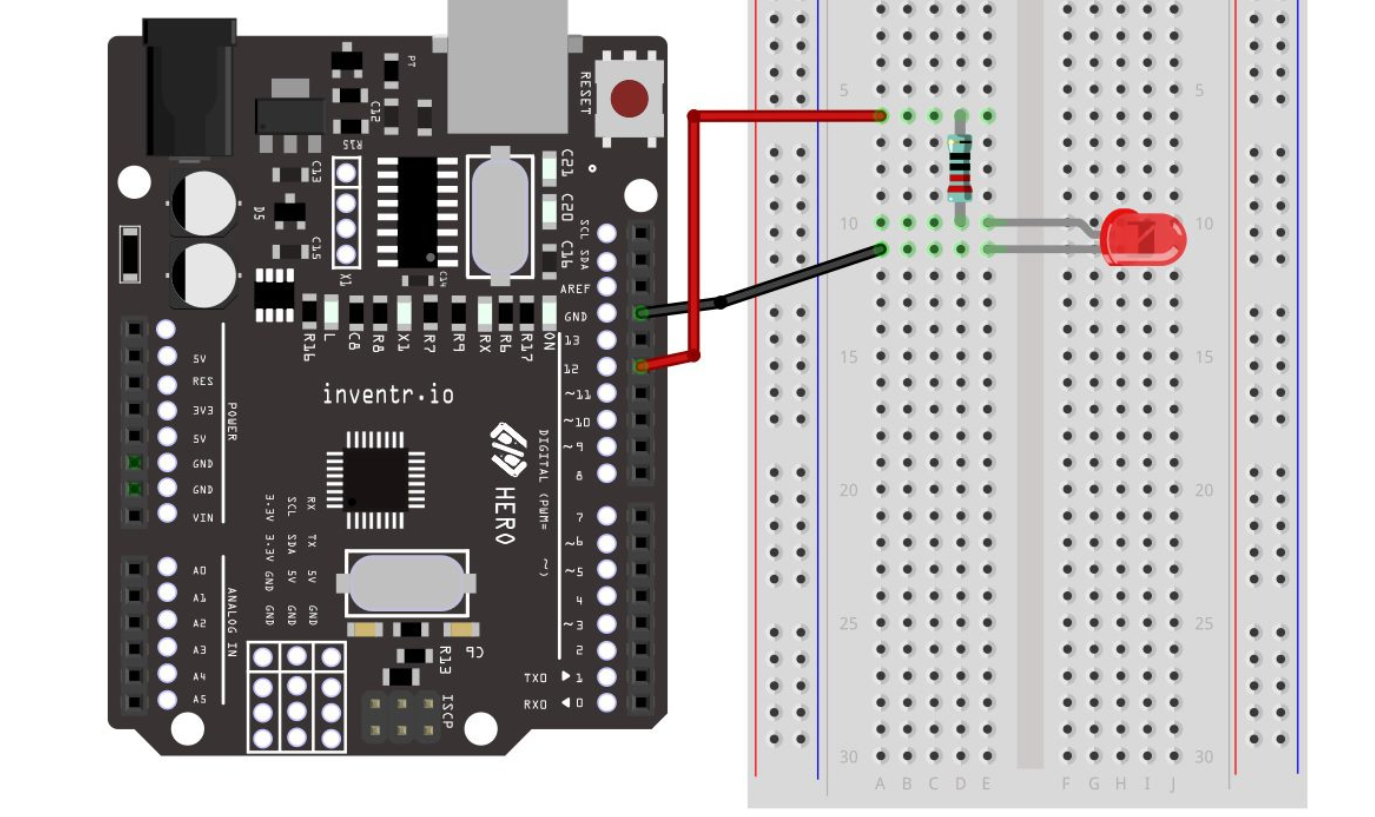 RESET
PT
C12
R15
C13
D5
C15
X1
C14
C21
C20
C16
SCL
SDA
AREF
GND
13
12
~11
~10
~9
8
7
~6
~5
4
~3
2
TX0 ▶ 1
RX0 ◀ 0
R16
L
C8
R8
X1
R7
R9
RX
R6
R17
ON
inventr.io
HERO
DIGITAL (PWM= ~)
5V
RES
3V3
5V
GND
GND
VIN
POWER
3.3V 3.3V GND GND
SCL SDA 5V GND
RX TX 5V GND
A0
A1
A2
A3
A4
A5
ANALOG IN
R13
C9
ISCP
5 5
10 10
15 15
20 20
25 25
30 30
A B C D E F G H I J